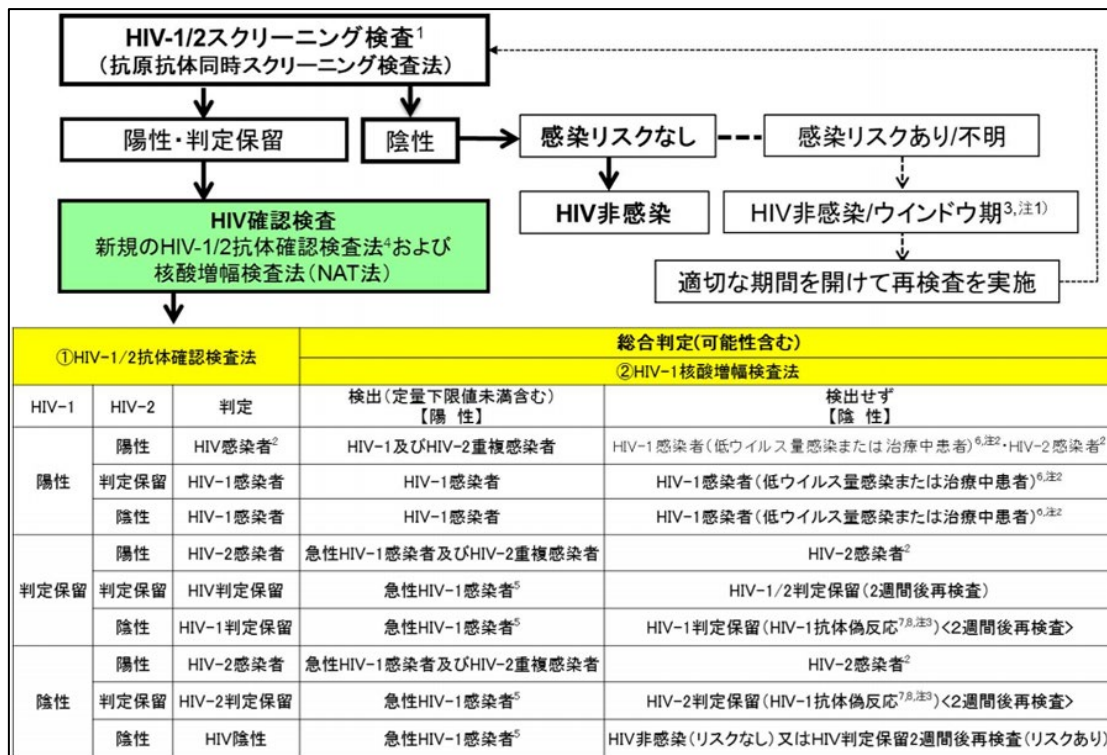 HIV-1/2スクリーニング検査1
(抗原抗体同時スクリーニング検査法)
陽性・判定保留
陰性
感染リスクなし
感染リスクあり/不明
HIV非感染
HIV非感染/ウインドウ期3,注1)
適切な期間を開けて再検査を実施
HIV確認検査
新規のHIV-1/2抗体確認検査法4および
核酸増幅検査法(NAT法)
①HIV-1/2抗体確認検査法
総合判定(可能性含む)
②HIV-1核酸増幅検査法
HIV-1 HIV-2 判定
検出(定量下限値未満含む)
【陽 性】
検出せず
【陰 性】
陽性
陽性 HIV感染者2 HIV-1及びHIV-2重複感染者 HIV-1感染者(低ウイルス量感染または治療中患者)6,注2・HIV-2感染者2
判定保留 HIV-1感染者 HIV-1感染者 HIV-1感染者(低ウイルス量感染または治療中患者)6,注2
陰性 HIV-1感染者 HIV-1感染者 HIV-1感染者(低ウイルス量感染または治療中患者)6,注2
判定保留
陽性 HIV-2感染者 急性HIV-1感染者及びHIV-2重複感染者 HIV-2感染者2
判定保留 HIV判定保留 急性HIV-1感染者5 HIV-1/2判定保留(2週間後再検査)
陰性 HIV-1判定保留 急性HIV-1感染者5 HIV-1判定保留(HIV-1抗体偽反応7,8,注3)<2週間後再検査>
陰性
陽性 HIV-2感染者 急性HIV-1感染者及びHIV-2重複感染者 HIV-2感染者2
判定保留 HIV-2判定保留 急性HIV-1感染者5 HIV-2判定保留(HIV-1抗体偽反応7,8,注3)<2週間後再検査>
陰性 HIV陰性 急性HIV-1感染者5 HIV非感染(リスクなし)又はHIV判定保留2週間後再検査(リスクあり)